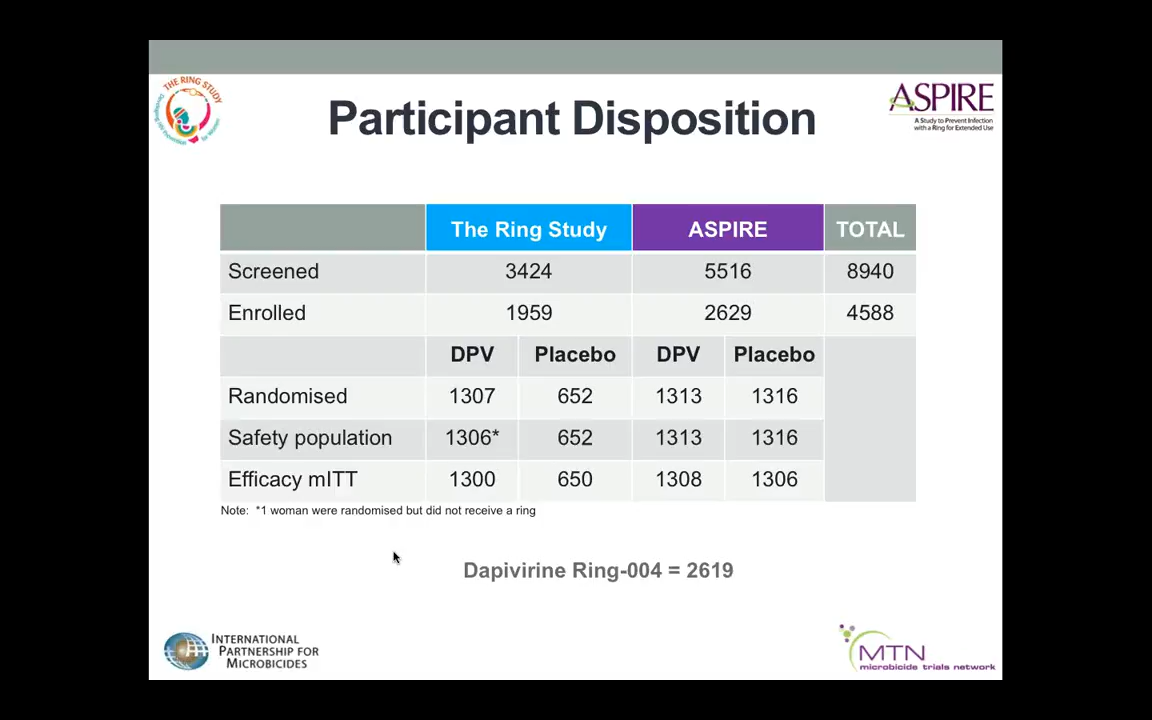 THE RING STUDY
Participant Disposition
ASPIRE
A Study to Prevent Infection
with a Ring for Extended Use
The Ring Study ASPIRE TOTAL
Screened 3424 5516 8940
Enrolled 1959 2629 4588
DPV Placebo DPV Placebo
Randomised 1307 652 1313 1316
Safety population 1306* 652 1313 1316
Efficacy mITT 1300 650 1308 1306
Note: *1 woman were randomised but did not receive a ring
Dapivirine Ring-004 = 2619
INTERNATIONAL
PARTNERSHIP FOR
MICROBICIDES
MTN
microbicide trials network